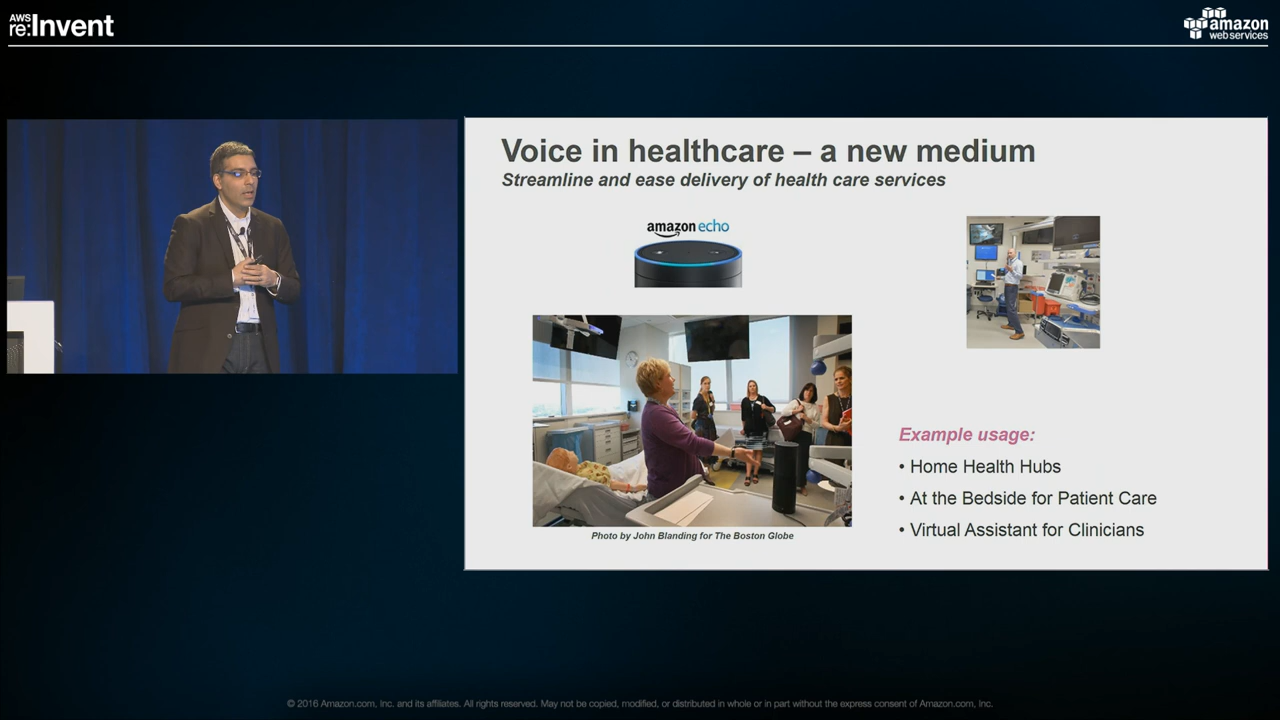 AWS
re:Invent
amazon
web services
Voice in healthcare – a new medium
Streamline and ease delivery of health care services
amazon echo
Photo by John Blanding for The Boston Globe
Example usage:
• Home Health Hubs
• At the Bedside for Patient Care
• Virtual Assistant for Clinicians
© 2016 Amazon.com, Inc. and its affiliates. All rights reserved. May not be copied, modified, or distributed in whole or in part without the express consent of Amazon.com, Inc.